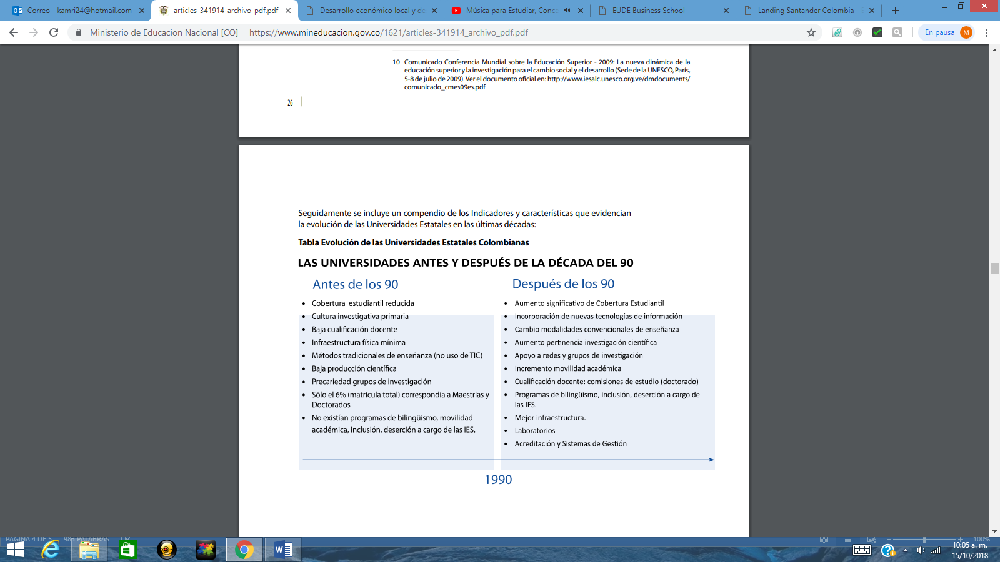 Correo - kamri24@hotmail.com
articles-341914_archivo_pdf.pdf
Desarrollo económico local y de
Música para Estudiar, Conce
EUDE Business School
Landing Santander Colombia -
Ministerio de Educacion Nacional [CO]
https://www.mineducacion.gov.co/1621/articles-341914_archivo_pdf.pdf
En pausa
M
10 Comunicado Conferencia Mundial sobre la Educación Superior - 2009: La nueva dinámica de la
educación superior y la investigación para el cambio social y el desarrollo (Sede de la UNESCO, París,
5-8 de julio de 2009). Ver el documento oficial en: http://www.iesalc.unesco.org.ve/dmdocuments/
comunicado_cmes09es.pdf
26
Seguidamente se incluye un compendio de los Indicadores y características que evidencian
la evolución de las Universidades Estatales en las últimas décadas:
Tabla Evolución de las Universidades Estatales Colombianas
LAS UNIVERSIDADES ANTES Y DESPUÉS DE LA DÉCADA DEL 90
Antes de los 90
• Cobertura estudiantil reducida
• Cultura investigativa primaria
• Baja cualificación docente
• Infraestructura física mínima
• Métodos tradicionales de enseñanza (no uso de TIC)
• Baja producción científica
• Precariedad grupos de investigación
• Sólo el 6% (matrícula total) correspondía a Maestrías y
Doctorados
• No existían programas de bilingüismo, movilidad
académica, inclusión, deserción a cargo de las IES.
Después de los 90
• Aumento significativo de Cobertura Estudiantil
• Incorporación de nuevas tecnologías de información
• Cambio modalidades convencionales de enseñanza
• Aumento pertinencia investigación científica
• Apoyo a redes y grupos de investigación
• Incremento movilidad académica
• Cualificación docente: comisiones de estudio (doctorado)
• Programas de bilingüismo, inclusión, deserción a cargo de
las IES.
• Mejor infraestructura.
• Laboratorios
• Acreditación y Sistemas de Gestión
1990
PÁGINA 4 DE 5 983 PALABRAS
100%
10:05 a. m.
15/10/2018